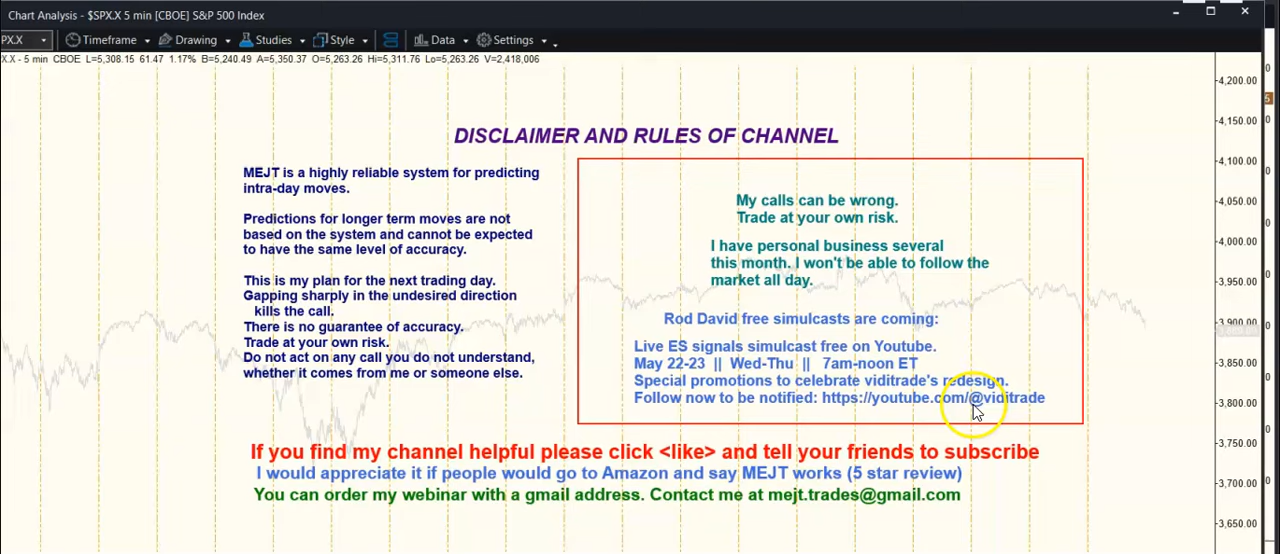 Chart Analysis - $SPX.X 5 min [CBOE] S&P 500 Index
PX.X Timeframe Drawing Studies Style Data Settings
X.X - 5 min CBOE L=5,308.15 61.47 1.17% B=5,240.49 A=5,350.37 O=5,263.26 Hi=5,311.76 Lo=5,263.26 V=2,418,006
DISCLAIMER AND RULES OF CHANNEL
MEJT is a highly reliable system for predicting
intra-day moves.
Predictions for longer term moves are not
based on the system and cannot be expected
to have the same level of accuracy.
This is my plan for the next trading day.
Gapping sharply in the undesired direction
kills the call.
There is no guarantee of accuracy.
Trade at your own risk.
Do not act on any call you do not understand,
whether it comes from me or someone else.
My calls can be wrong.
Trade at your own risk.
I have personal business several
this month. I won't be able to follow the
market all day.
Rod David free simulcasts are coming:
Live ES signals simulcast free on Youtube.
May 22-23 || Wed-Thu || 7am-noon ET
Special promotions to celebrate viditrade's redesign.
Follow now to be notified: https://youtube.com/@viditrade
If you find my channel helpful please click <like> and tell your friends to subscribe
I would appreciate it if people would go to Amazon and say MEJT works (5 star review)
You can order my webinar with a gmail address. Contact me at mejt.trades@gmail.com
4,200.00
4,150.00
4,100.00
4,050.00
4,000.00
3,950.00
3,900.00
3,850.00
3,800.00
3,750.00
3,700.00
3,650.00